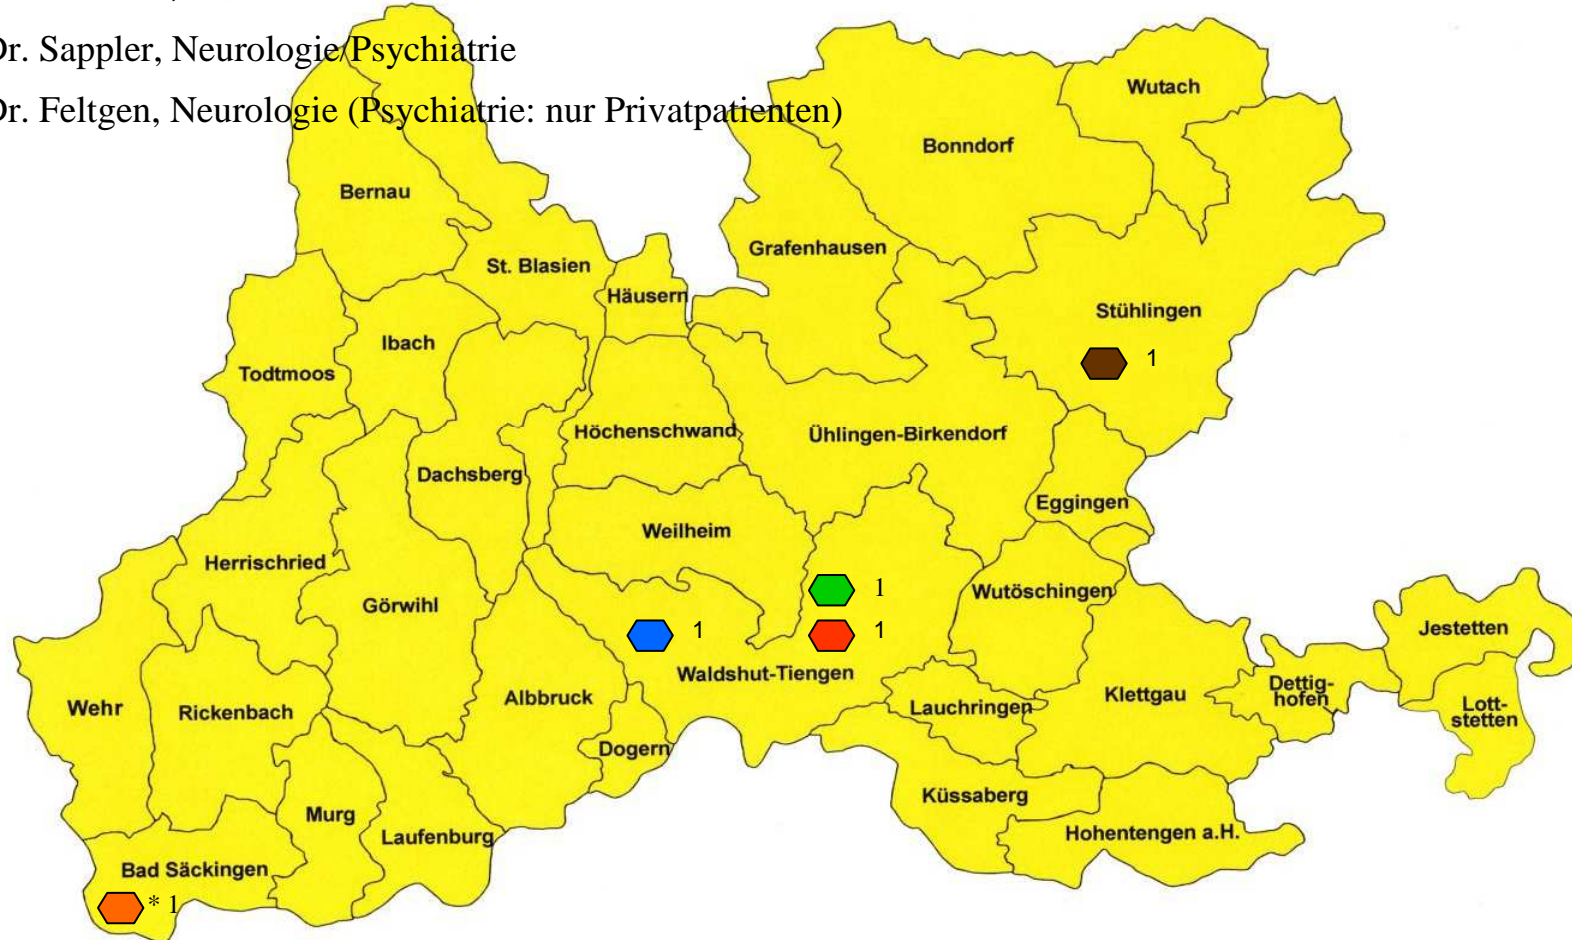 Dr. Sappler, Neurologie/Psychiatrie
Dr. Feltgen, Neurologie (Psychiatrie: nur Privatpatienten)
Wutach
Bonndorf
Bernau
Grafenhausen
St. Blasien
Häusern
Stühlingen
Ibach
1
Todtmoos
Höchenschwand
Ühlingen-Birkendorf
Dachsberg
Eggingen
Weilheim
Herrischried
Wutöschingen
1
Görwihl
1
1
Jestetten
Waldshut-Tiengen
Albbruck
Klettgau
Dettig-
hofen
Wehr
Rickenbach
Lauchringen
Lott-
stetten
Dogern
Küssaberg
Murg
Laufenburg
Hohentengen a.H.
Bad Säckingen
* 1